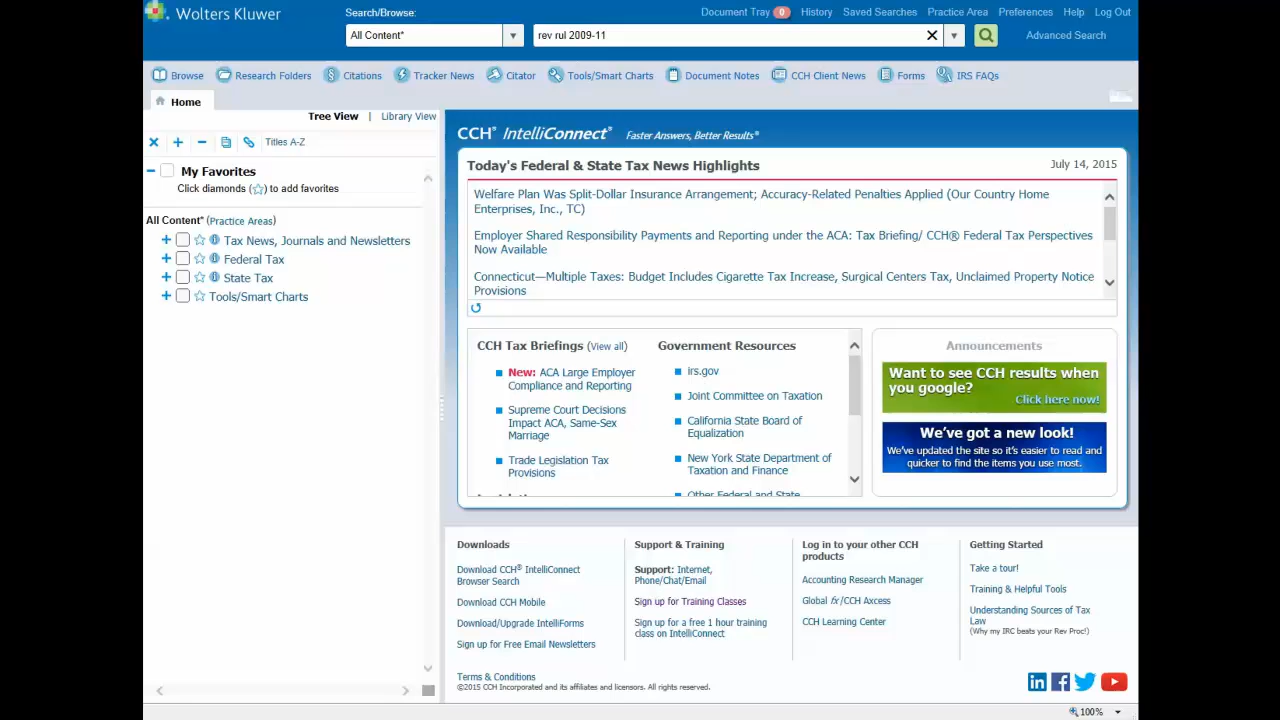 Wolters Kluwer
Search/Browse:
Document Tray 0 History Saved Searches Practice Area Preferences Help Log Out
All Content*
rev rul 2009-11
Advanced Search
Browse Research Folders Citations Tracker News Citator Tools/Smart Charts Document Notes CCH Client News Forms IRS FAQs
Home
Tree View | Library View
Titles A-Z
My Favorites
Click diamonds () to add favorites
All Content* (Practice Areas)
Tax News, Journals and Newsletters
Federal Tax
State Tax
Tools/Smart Charts
CCH® IntelliConnect® Faster Answers, Better Results®
Today's Federal & State Tax News Highlights
July 14, 2015
Welfare Plan Was Split-Dollar Insurance Arrangement; Accuracy-Related Penalties Applied (Our Country Home
Enterprises, Inc., TC)
Employer Shared Responsibility Payments and Reporting under the ACA: Tax Briefing/ CCH® Federal Tax Perspectives
Now Available
Connecticut—Multiple Taxes: Budget Includes Cigarette Tax Increase, Surgical Centers Tax, Unclaimed Property Notice
Provisions
CCH Tax Briefings (View all)
New: ACA Large Employer
Compliance and Reporting
Supreme Court Decisions
Impact ACA, Same-Sex
Marriage
Trade Legislation Tax
Provisions
Government Resources
irs.gov
Joint Committee on Taxation
California State Board of
Equalization
New York State Department of
Taxation and Finance
Other Federal and State
Announcements
Want to see CCH results when
you google?
Click here now!
We've got a new look!
We've updated the site so it's easier to read and
quicker to find the items you use most.
Downloads
Download CCH® IntelliConnect
Browser Search
Download CCH Mobile
Download/Upgrade IntelliForms
Sign up for Free Email Newsletters
Support & Training
Support: Internet,
Phone/Chat/Email
Sign up for Training Classes
Sign up for a free 1 hour training
class on IntelliConnect
Log in to your other CCH
products
Accounting Research Manager
Global fx/CCH Axcess
CCH Learning Center
Getting Started
Take a tour!
Training & Helpful Tools
Understanding Sources of Tax
Law
(Why my IRC beats your Rev Proc!)
Terms & Conditions
©2015 CCH Incorporated and its affiliates and licensors. All rights reserved.
100%